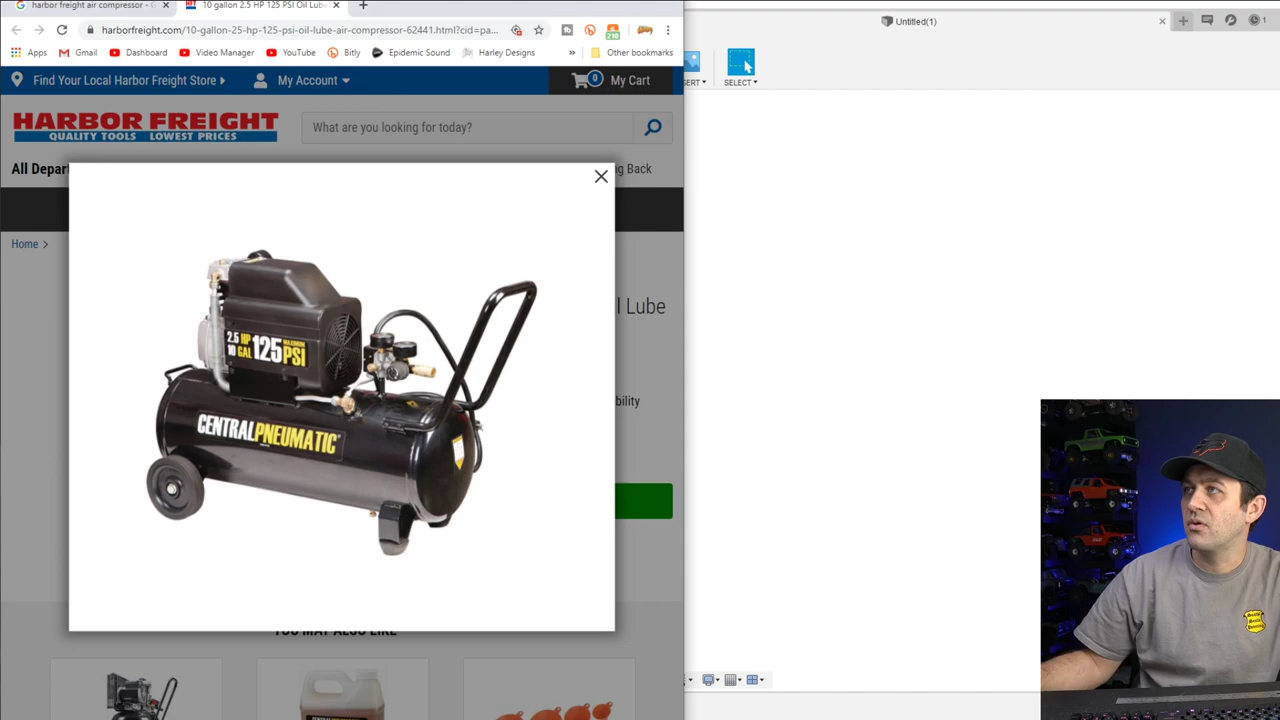 harbor freight air compressor - G
10 gallon 2.5 HP 125 PSI Oil Lube
Untitled(1)
1
harborfreight.com/10-gallon-25-hp-125-psi-oil-lube-air-compressor-62441.html?cid=pa...
Apps
Gmail
Dashboard
Video Manager
YouTube
Bitly
Epidemic Sound
Harley Designs
»
Other bookmarks
Find Your Local Harbor Freight Store
My Account
0
My Cart
ERT
SELECT
HARBOR FREIGHT
QUALITY TOOLS LOWEST PRICES
What are you looking for today?
All Depar
ng Back
Home >
l Lube
2.5 HP
10 GAL
125 PSI
MAXIMUM
CENTRAL PNEUMATIC
bility
YOU MAY ALSO LIKE